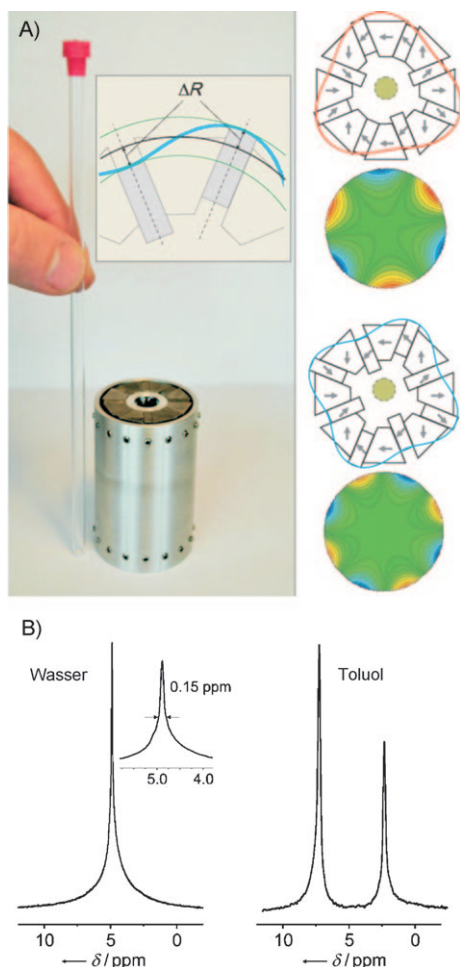 A)
ΔR
B)
Wasser
0.15 ppm
5.0 4.0
Toluol
10 5 0
δ / ppm
10 5 0
δ / ppm